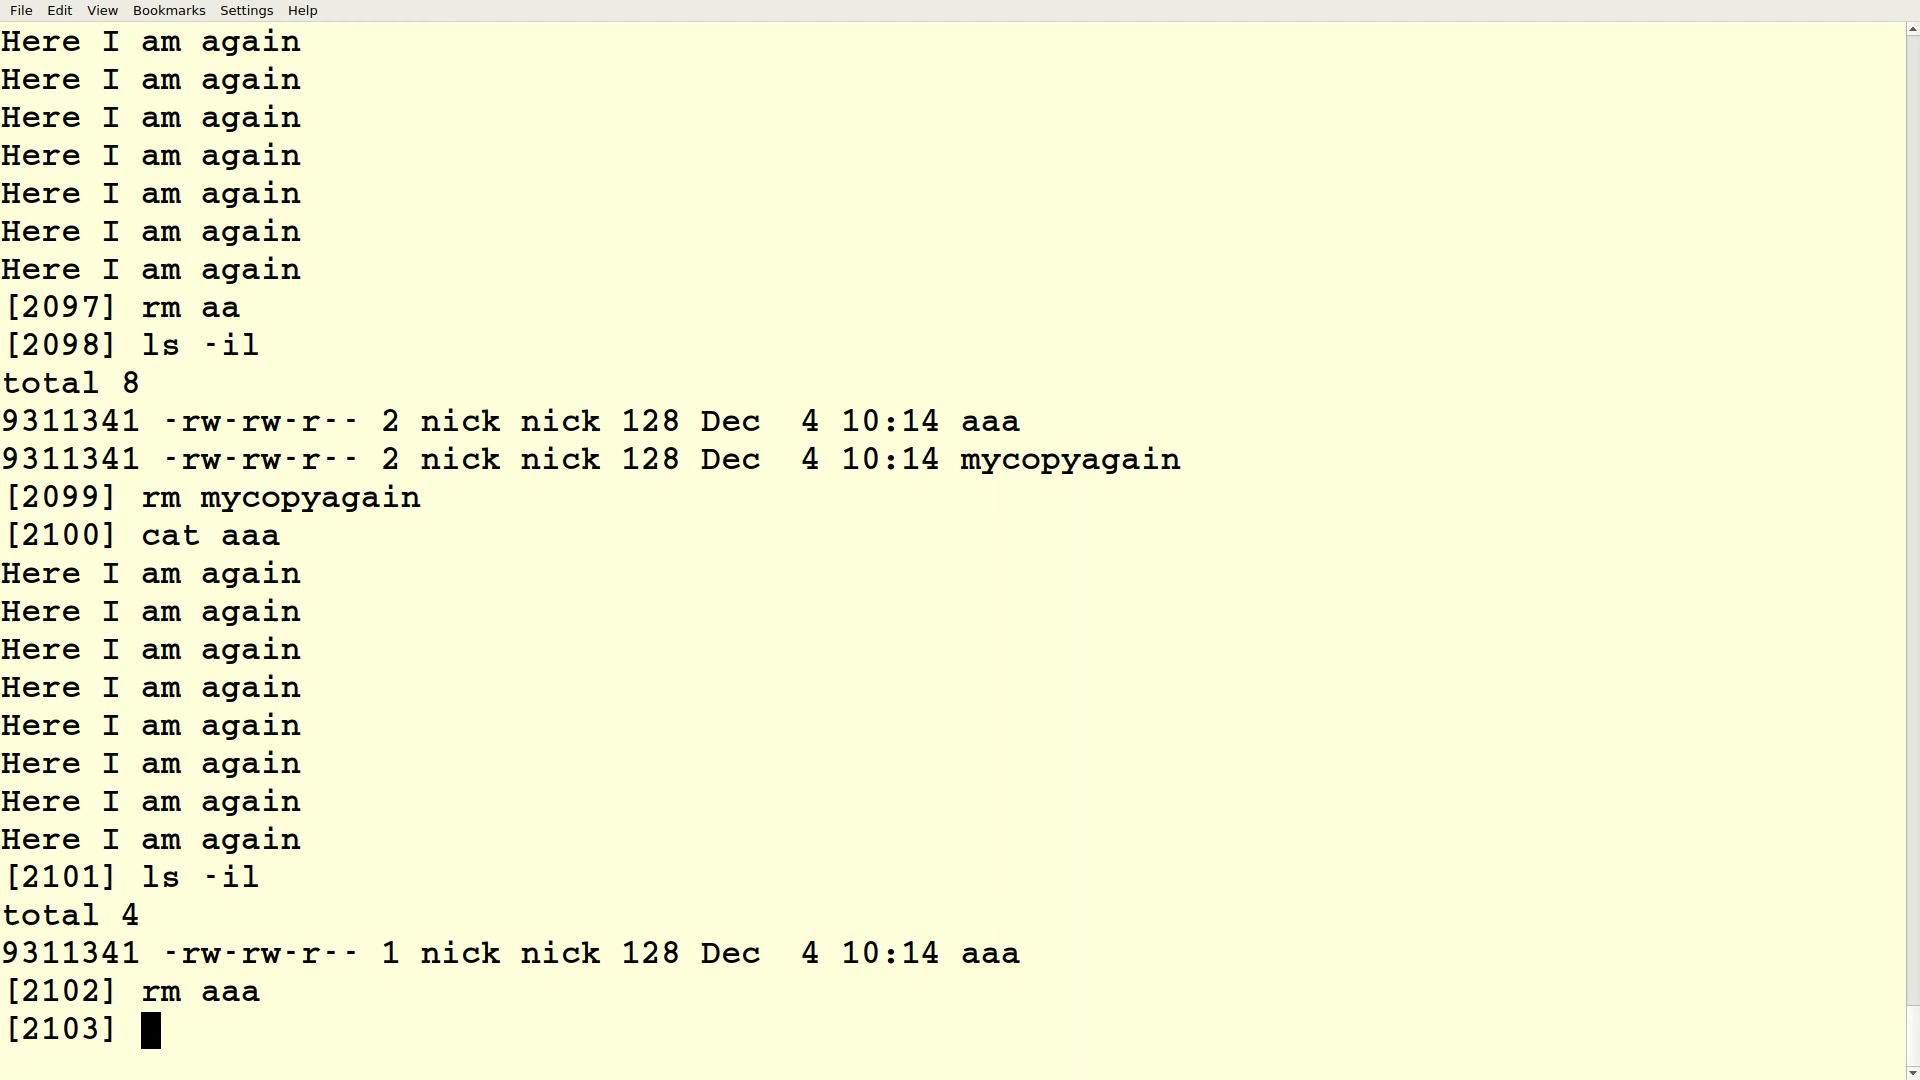 File Edit View Bookmarks Settings Help
Here I am again
Here I am again
Here I am again
Here I am again
Here I am again
Here I am again
Here I am again
[2097] rm aa
[2098] ls -il
total 8
9311341 -rw-rw-r-- 2 nick nick 128 Dec  4 10:14 aaa
9311341 -rw-rw-r-- 2 nick nick 128 Dec  4 10:14 mycopyagain
[2099] rm mycopyagain
[2100] cat aaa
Here I am again
Here I am again
Here I am again
Here I am again
Here I am again
Here I am again
Here I am again
Here I am again
[2101] ls -il
total 4
9311341 -rw-rw-r-- 1 nick nick 128 Dec  4 10:14 aaa
[2102] rm aaa
[2103]